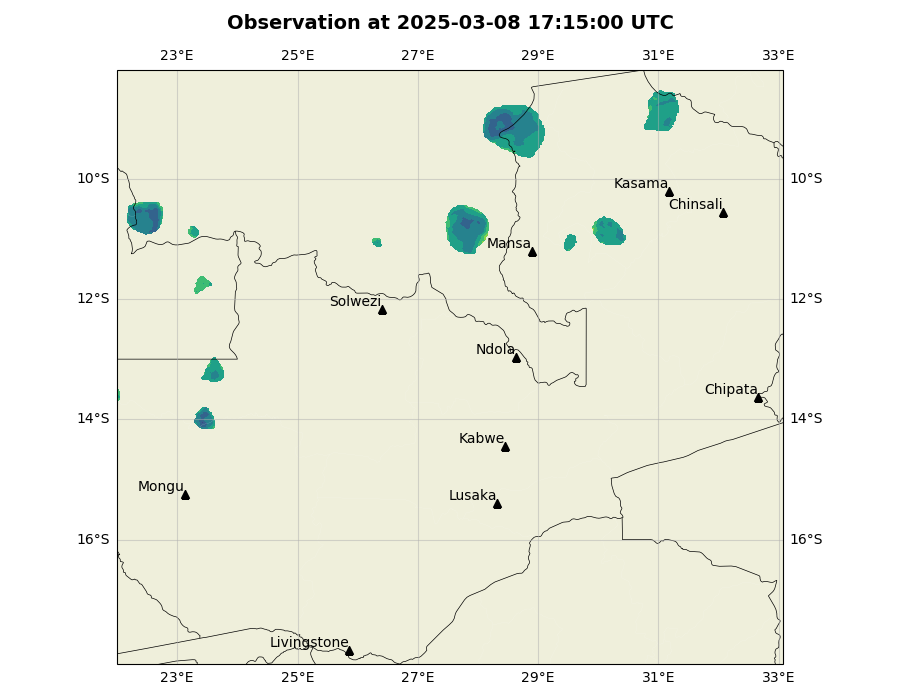 Observation at 2025-03-08 17:15:00 UTC
23°E 25°E 27°E 29°E 31°E 33°E
10°S 10°S
Kasama
Chinsali
Mansa
12°S 12°S
Solwezi
Ndola
Chipata
14°S 14°S
Kabwe
Mongu
Lusaka
16°S 16°S
Livingstone
23°E 25°E 27°E 29°E 31°E 33°E